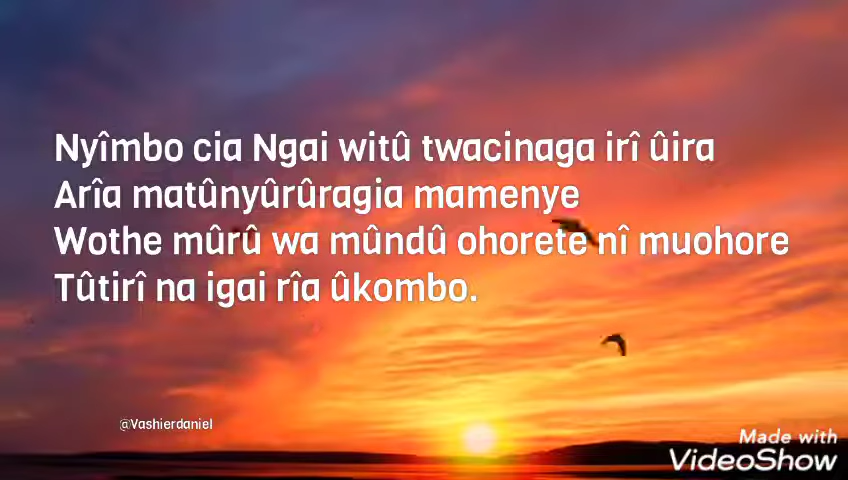 Nyîmbo cia Ngai witû twacinaga irî ûira
Arîa matûnyûrûragia mamenye
Wothe mûrû wa mûndû ohorete nî muohore
Tûtirî na igai rîa ûkombo.
@Vashierdaniel
Made with
VideoShow